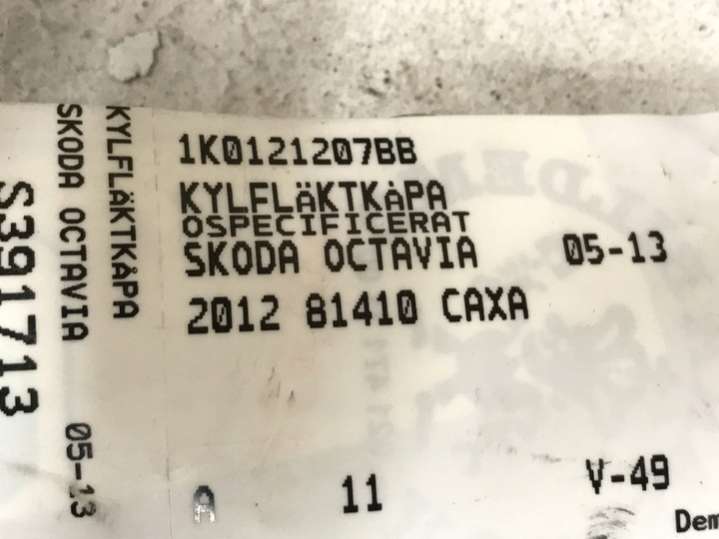 1K0121207BB
KYLFLÄKTKÅPA
OSPECIFICERAT
SKODA OCTAVIA 05-13
2012 81410 CAXA
A 11 V-49
Dem
KYLFLÄKTKÅPA
SKODA OCTAVIA 05-13
S391713